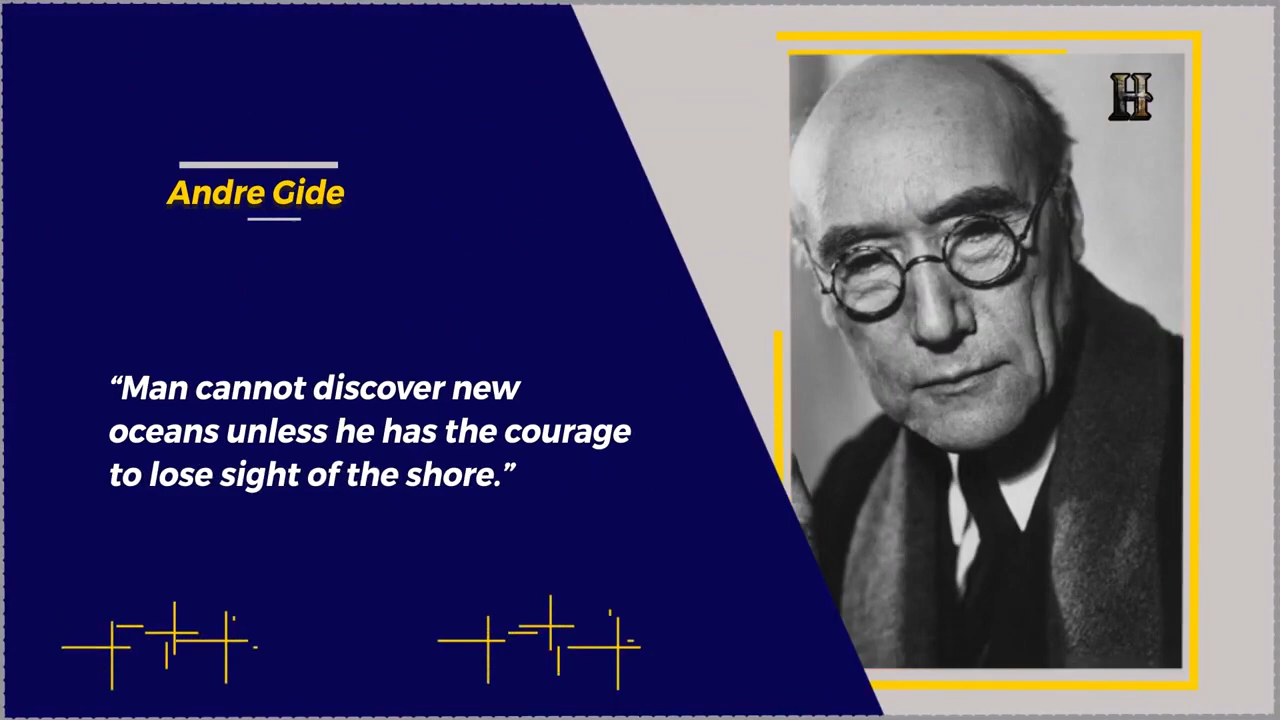 Andre Gide
“Man cannot discover new
oceans unless he has the courage
to lose sight of the shore.”
H